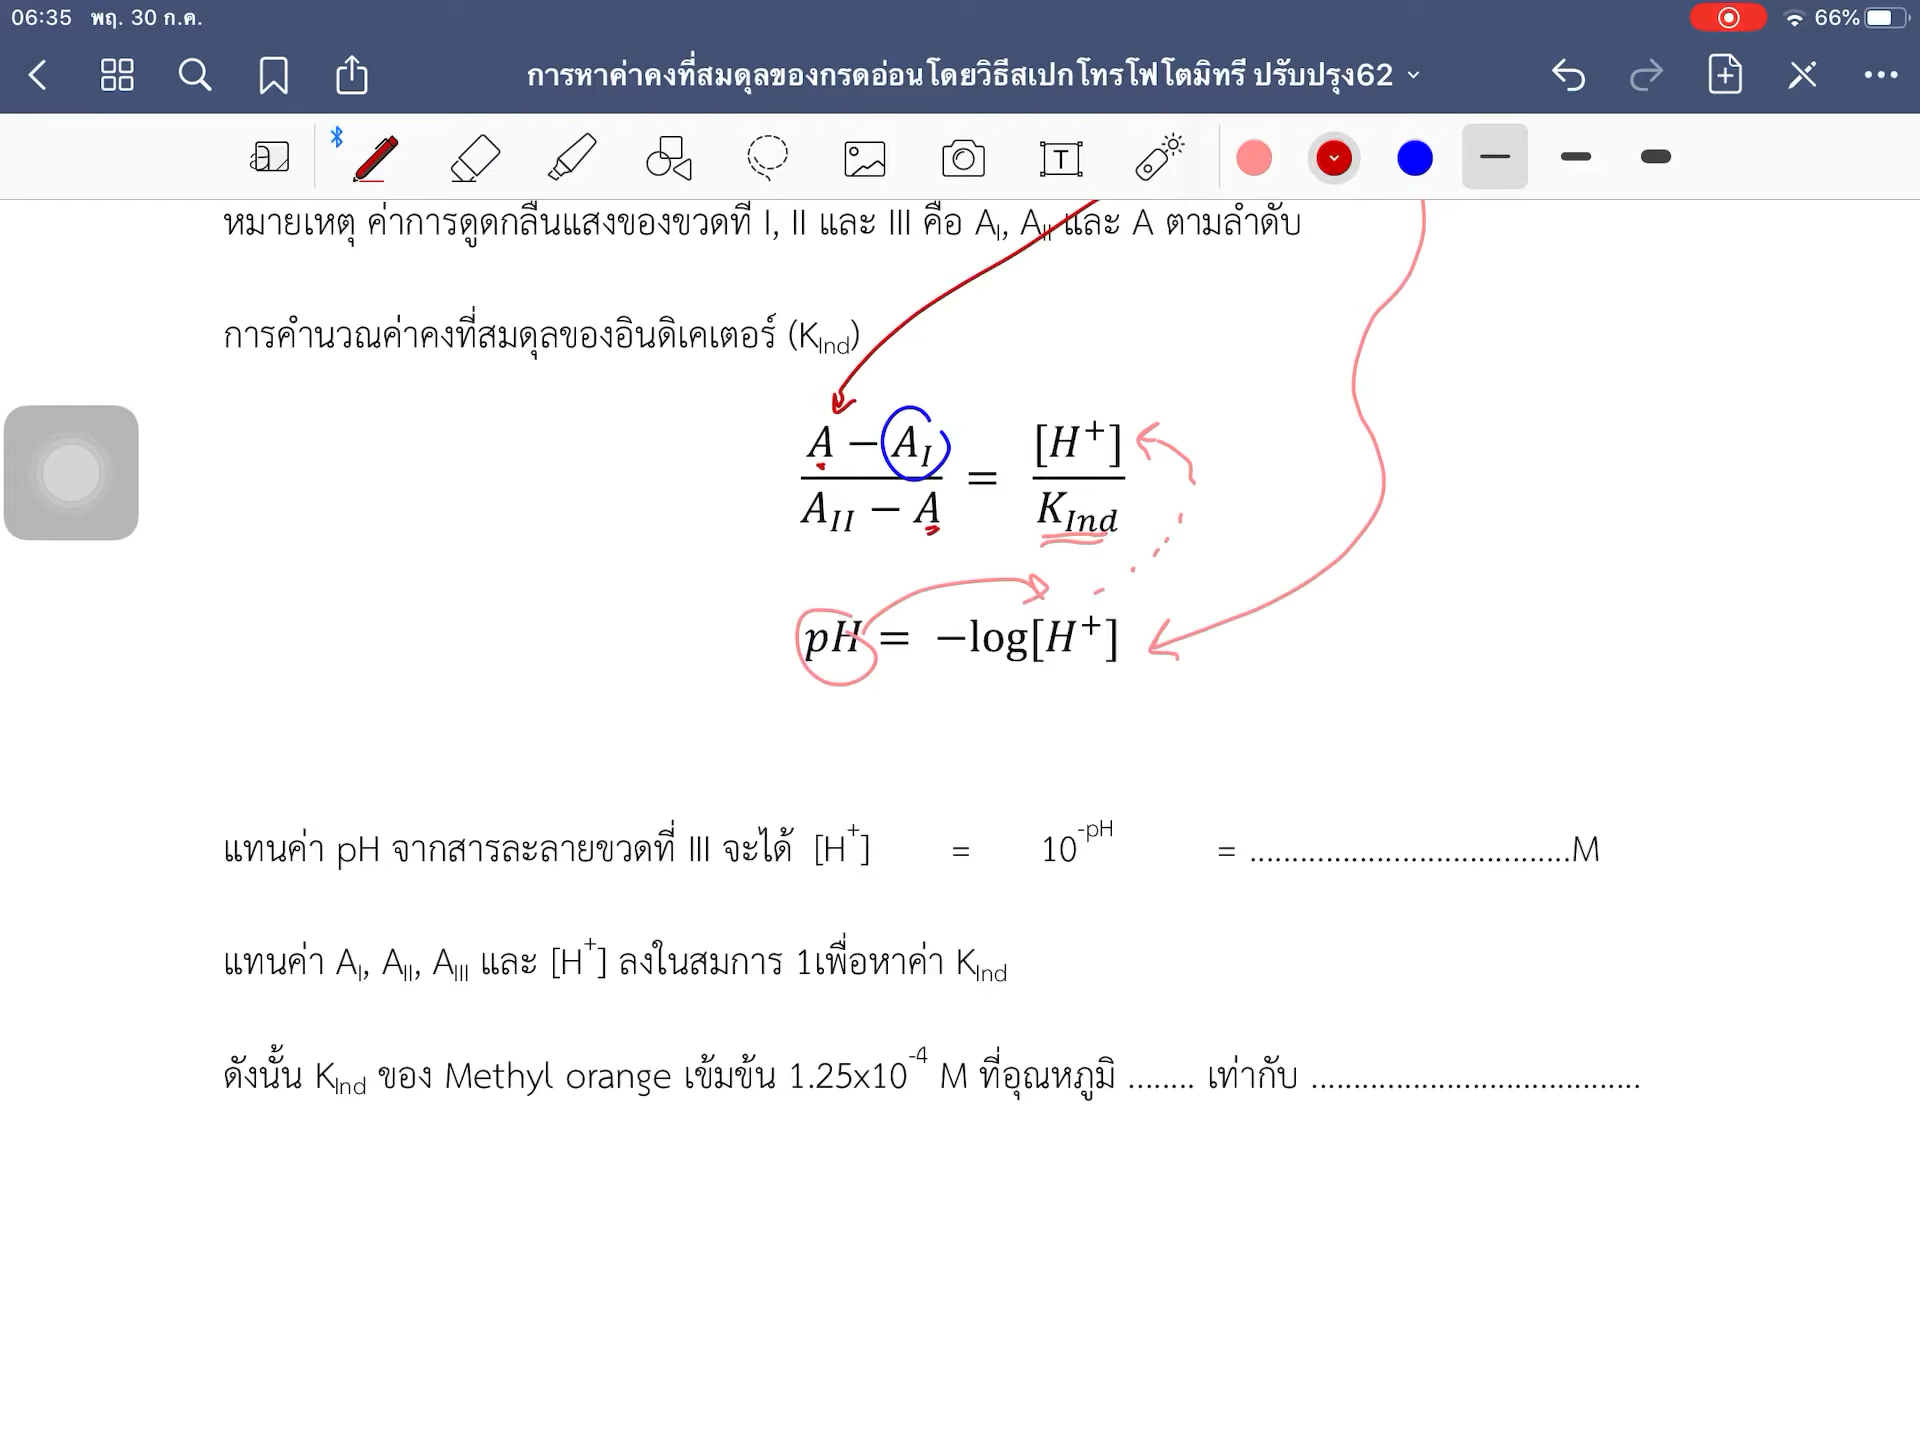 06:35 พฤ. 30 ก.ค.
66%
การหาค่าคงที่สมดุลของกรดอ่อนโดยวิธีสเปกโทรโฟโตมิทรี ปรับปรุง62
หมายเหตุ ค่าการดูดกลืนแสงของขวดที่ I, II และ III คือ A_I, A_II และ A ตามลำดับ
การคำนวณค่าคงที่สมดุลของอินดิเคเตอร์ (K_Ind)
(A − A_I)/(A_II − A) = [H⁺]/K_Ind
pH = −log[H⁺]
แทนค่า pH จากสารละลายขวดที่ III จะได้ [H⁺] = 10^-pH = ......................................M
แทนค่า A_I, A_II, A_III และ [H⁺] ลงในสมการ 1เพื่อหาค่า K_Ind
ดังนั้น K_Ind ของ Methyl orange เข้มข้น 1.25x10⁻⁴ M ที่อุณหภูมิ ........ เท่ากับ .......................................